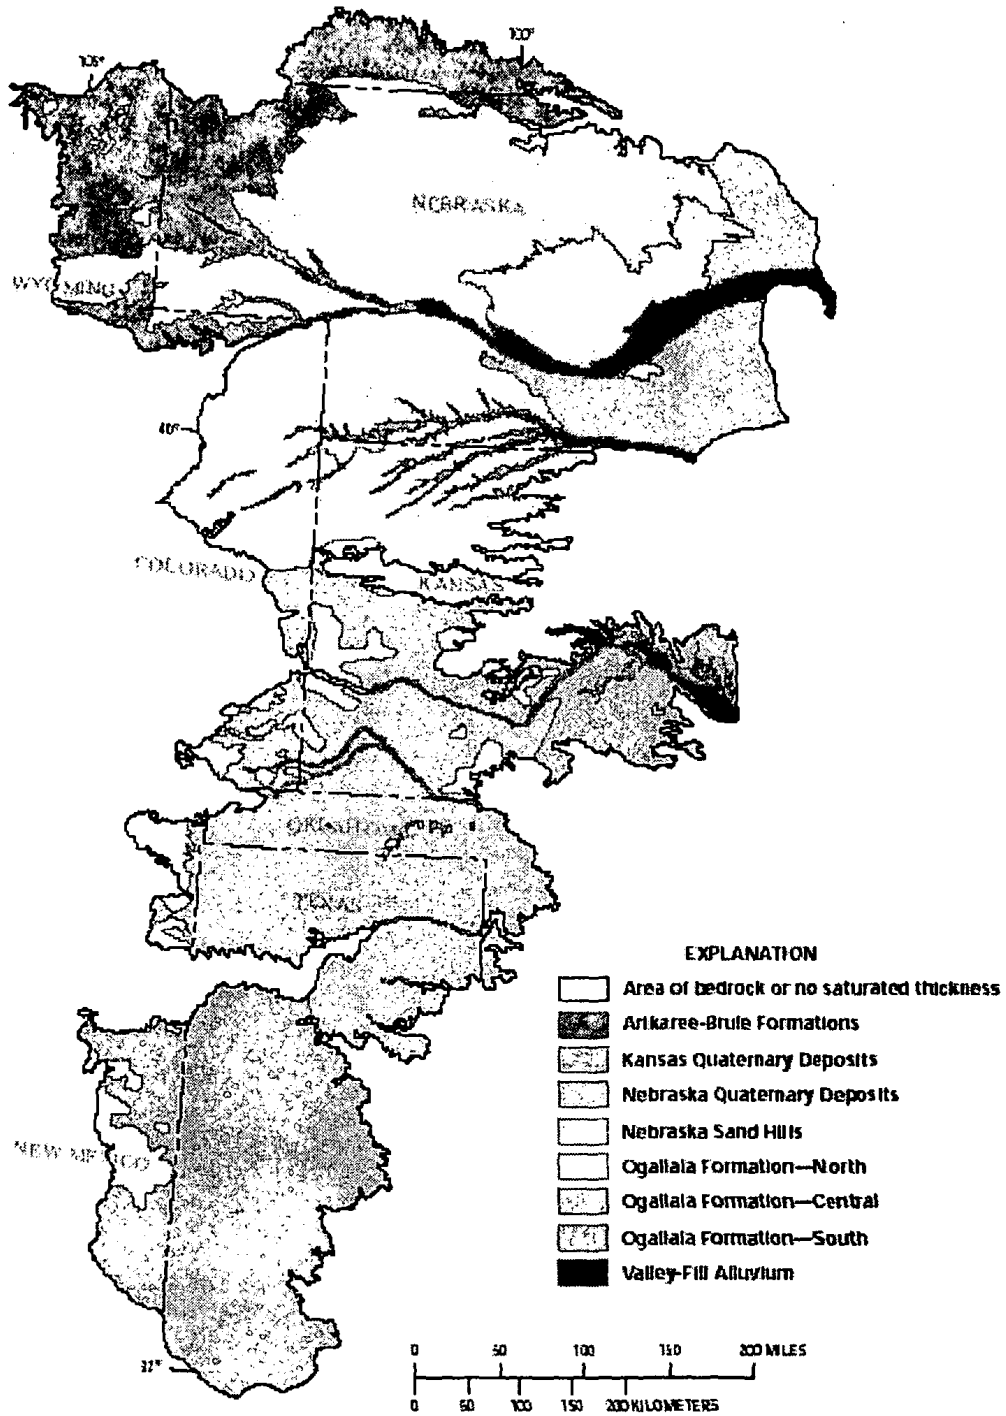 100°
105°
NEBRASKA
WYOMING
40°
COLORADO
KANSAS
OKLAHOMA
TEXAS
NEW MEXICO
32°
EXPLANATION
Area of bedrock or no saturated thickness
Arikaree-Brule Formations
Kansas Quaternary Deposits
Nebraska Quaternary Deposits
Nebraska Sand Hills
Ogallala Formation—North
Ogallala Formation—Central
Ogallala Formation—South
Valley-Fill Alluvium
0 50 100 150 200 MILES
0 50 100 150 200 KILOMETERS